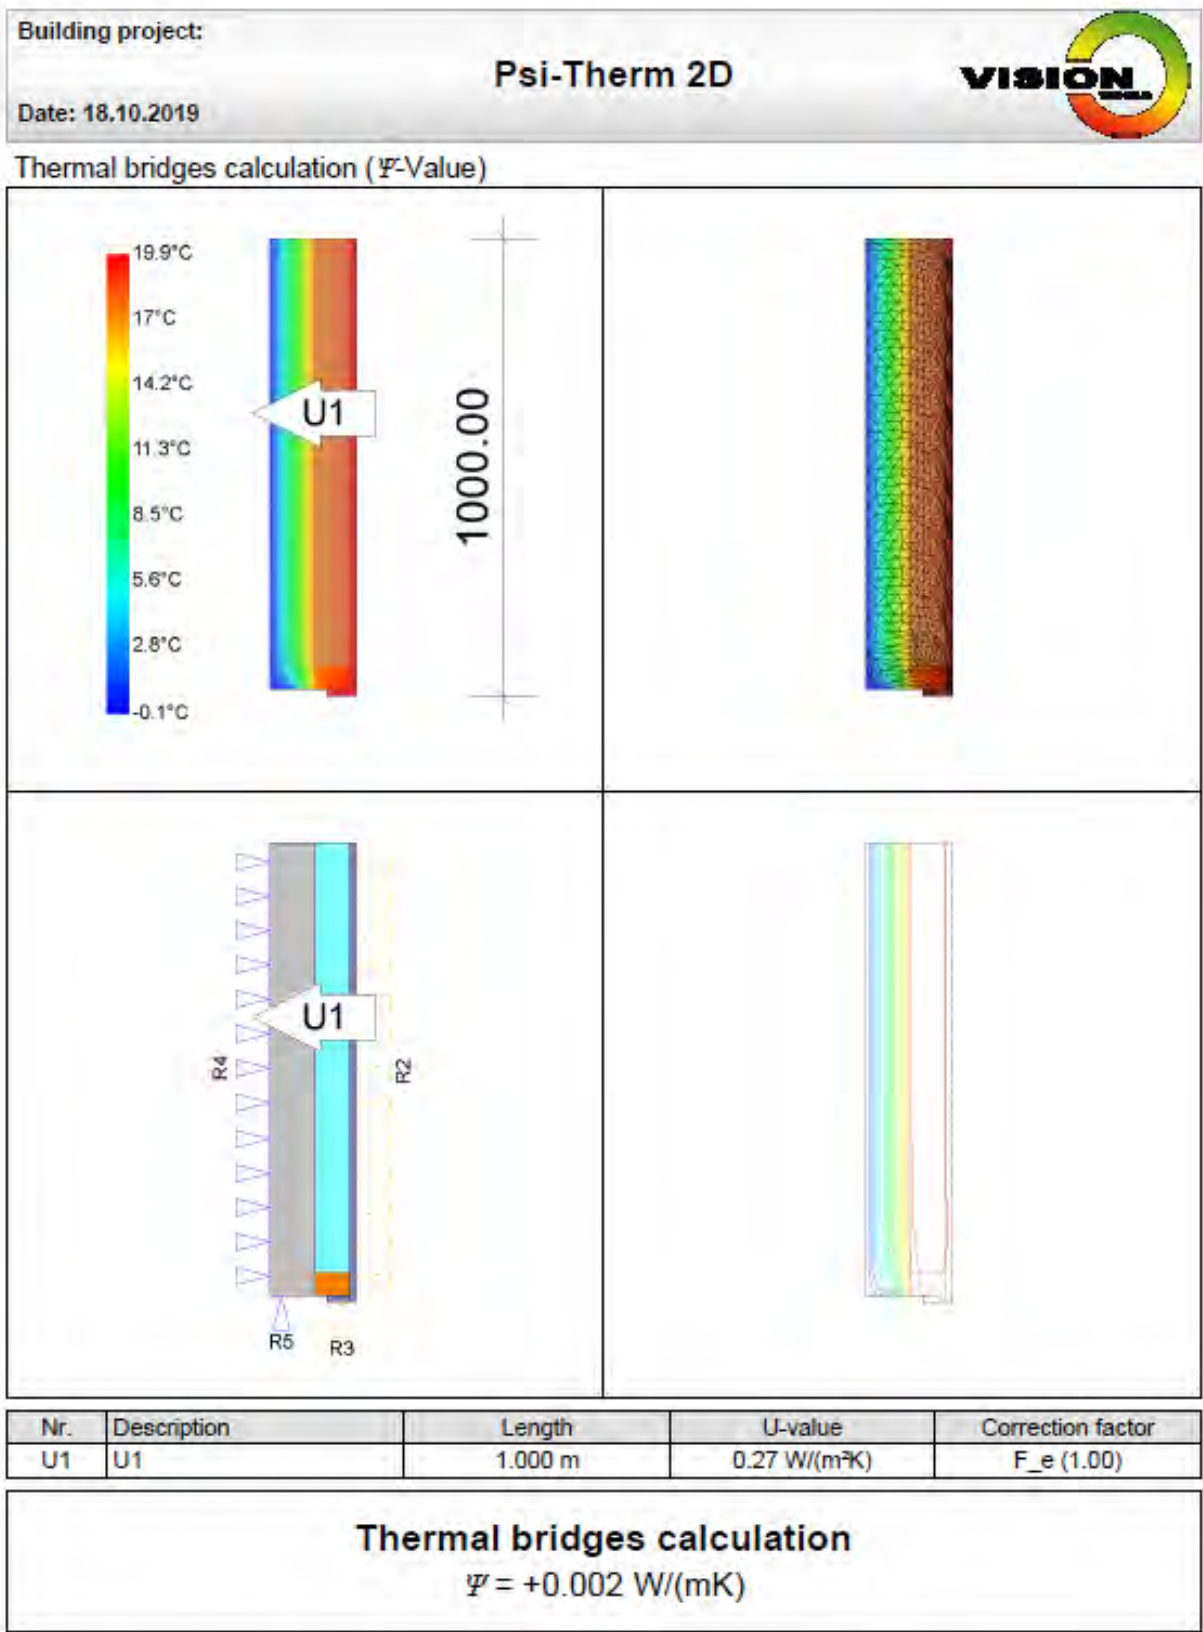 Building project:
Psi-Therm 2D
VISION
Date: 18.10.2019
Thermal bridges calculation (Ψ-Value)
19.9°C
17°C
14.2°C
11.3°C
8.5°C
5.6°C
2.8°C
-0.1°C
U1
1000.00
U1
R4
R2
R5
R3
Nr. Description Length U-value Correction factor
U1 U1 1.000 m 0.27 W/(m²K) F_e (1.00)
Thermal bridges calculation
Ψ = +0.002 W/(mK)